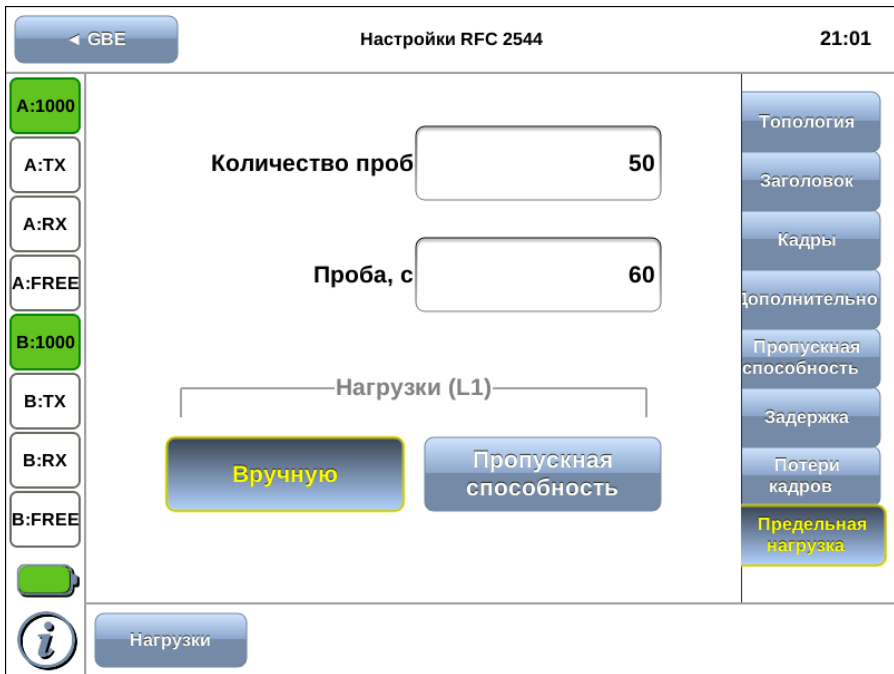 ◄ GBE
Настройки RFC 2544
21:01
A:1000
A:TX
A:RX
A:FREE
B:1000
B:TX
B:RX
B:FREE
Количество проб
50
Проба, с
60
Нагрузки (L1)
Вручную
Пропускная
способность
Топология
Заголовок
Кадры
Дополнительно
Пропускная
способность
Задержка
Потери
кадров
Предельная
нагрузка
i
Нагрузки